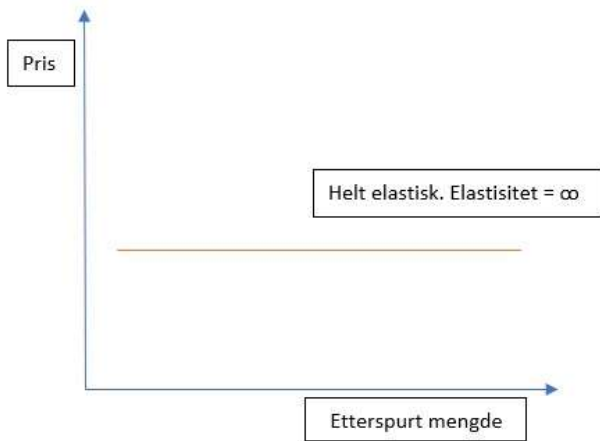 Pris
Helt elastisk. Elastisitet = ∞
Etterspurt mengde